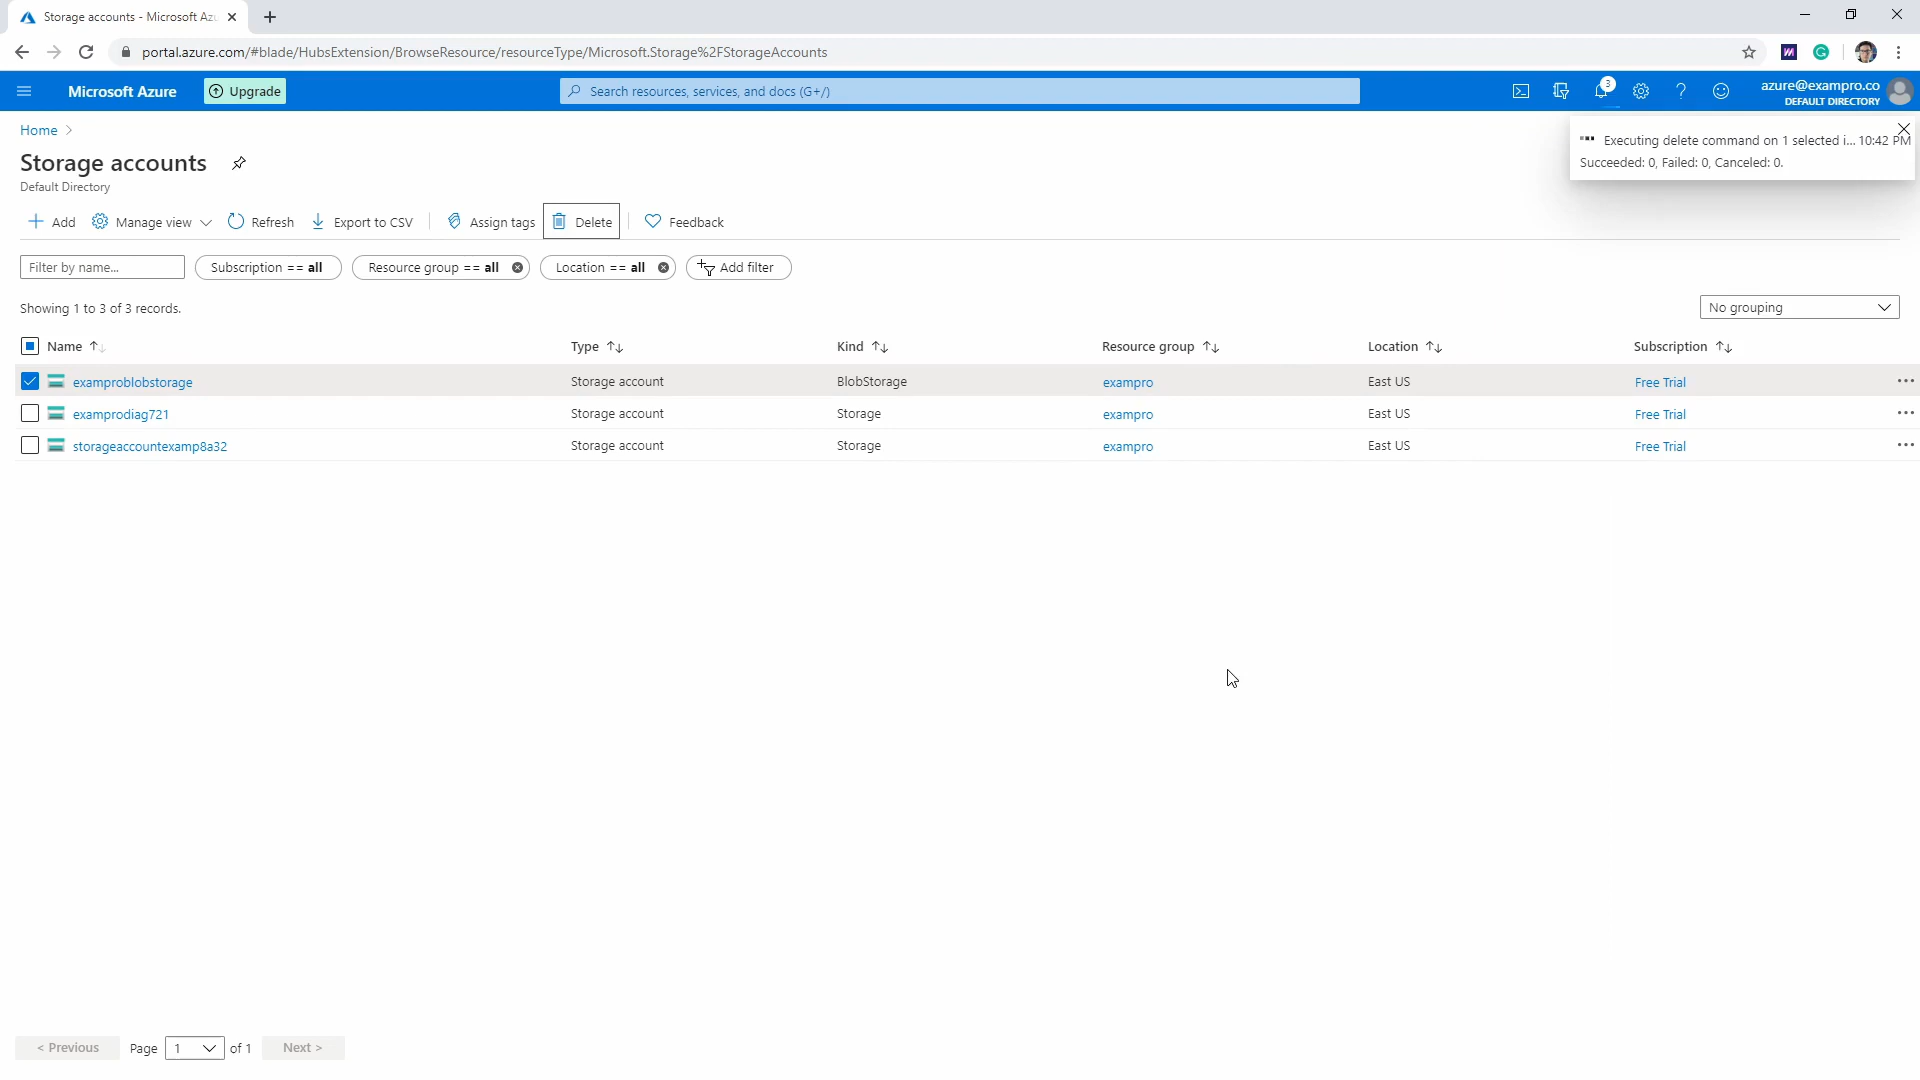 Storage accounts - Microsoft Azu
portal.azure.com/#blade/HubsExtension/BrowseResource/resourceType/Microsoft.Storage%2FStorageAccounts
Microsoft Azure
Upgrade
Search resources, services, and docs (G+/)
3
azure@exampro.co
DEFAULT DIRECTORY
Home
Executing delete command on 1 selected i... 10:42 PM
Succeeded: 0, Failed: 0, Canceled: 0.
Storage accounts
Default Directory
Add Manage view Refresh Export to CSV Assign tags Delete Feedback
Filter by name... Subscription == all Resource group == all Location == all Add filter
Showing 1 to 3 of 3 records. No grouping
Name Type Kind Resource group Location Subscription
examproblobstorage Storage account BlobStorage exampro East US Free Trial
examprodiag721 Storage account Storage exampro East US Free Trial
storageaccountexamp8a32 Storage account Storage exampro East US Free Trial
< Previous Page 1 of 1 Next >